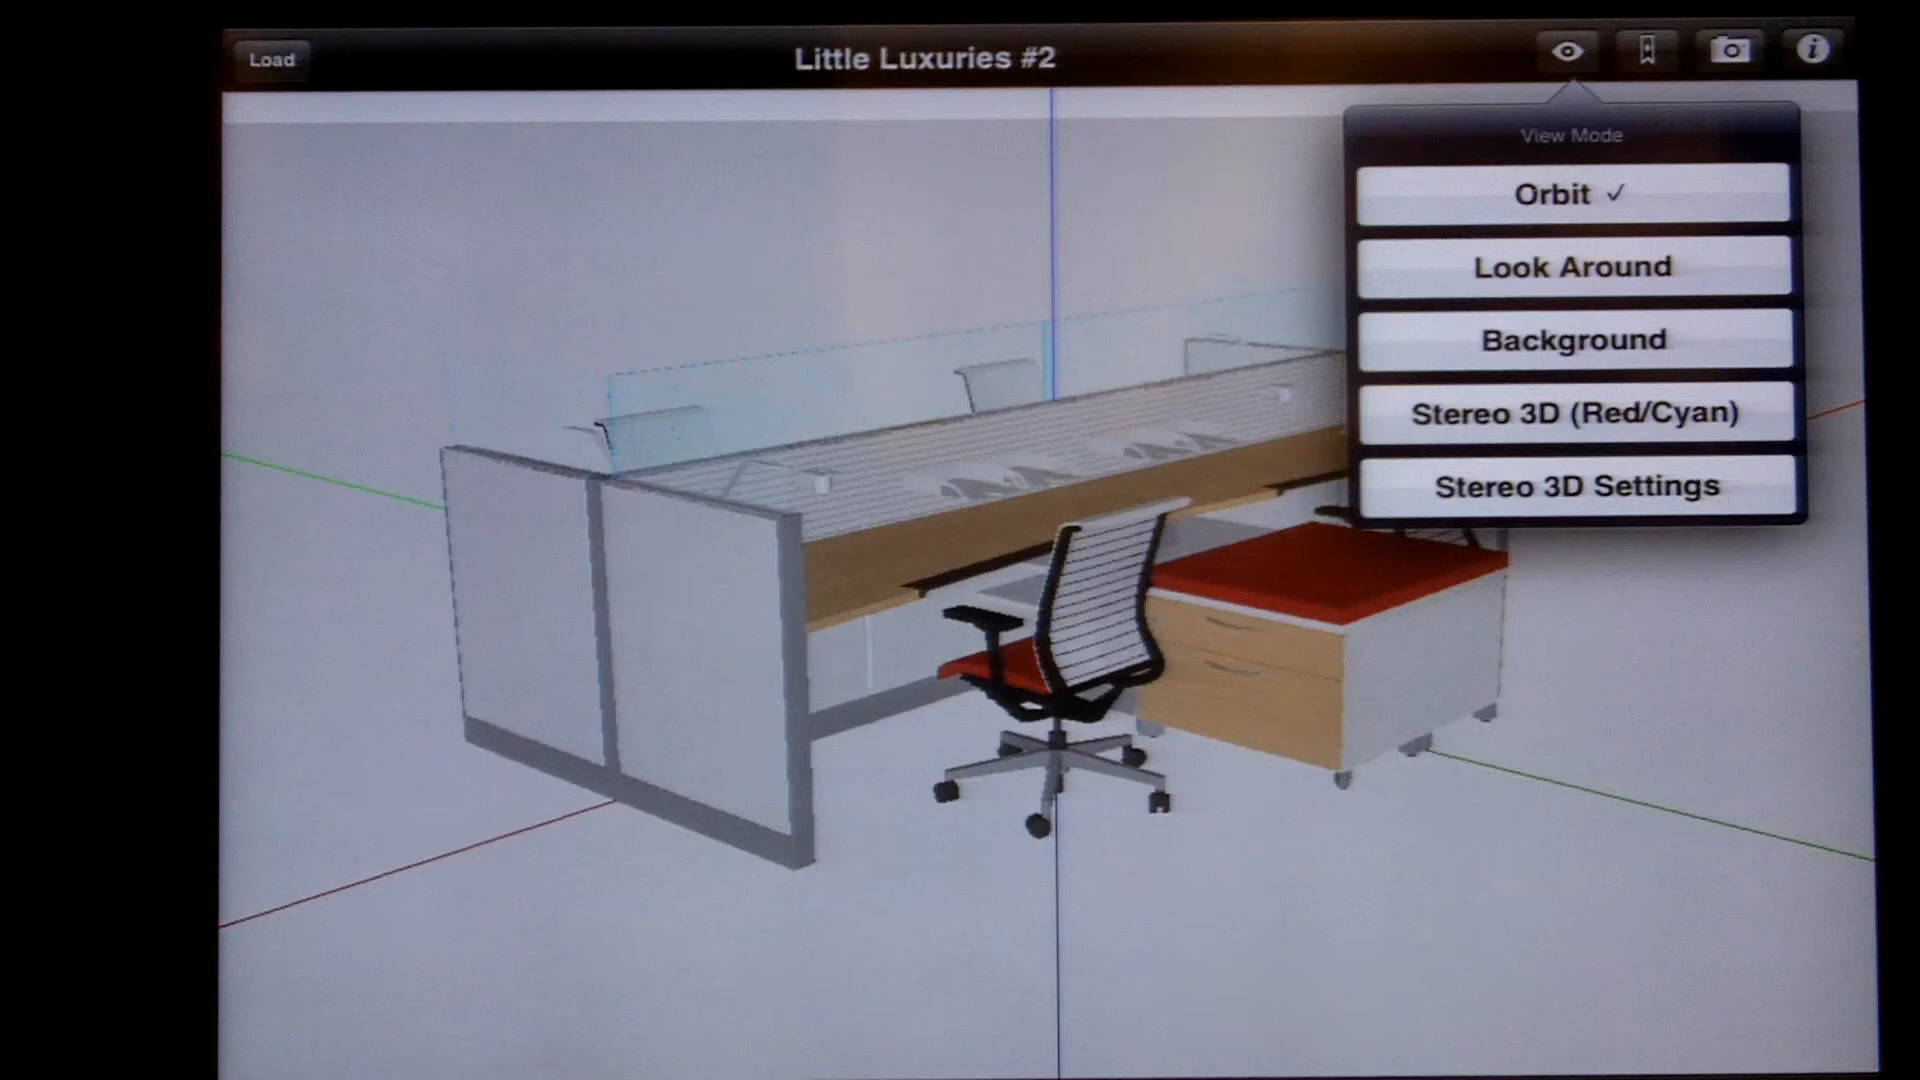 Load
Little Luxuries #2
View Mode
Orbit ✓
Look Around
Background
Stereo 3D (Red/Cyan)
Stereo 3D Settings